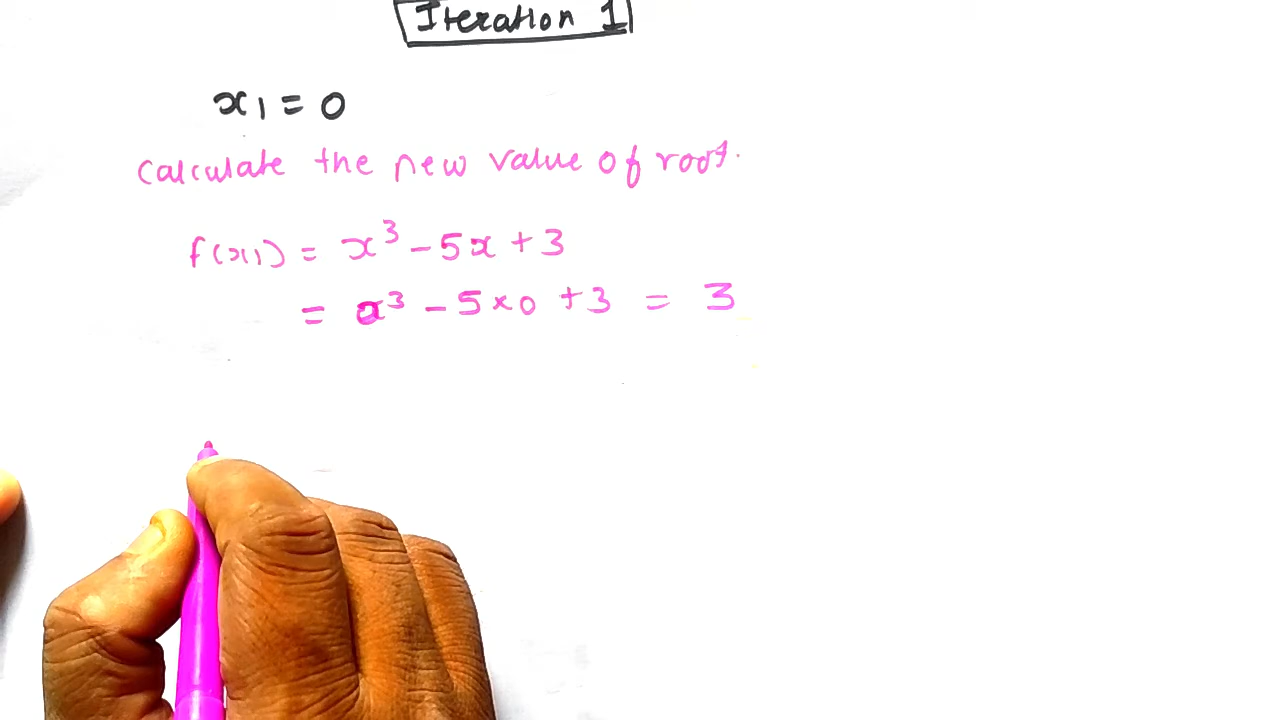 Iteration 1
x1 = 0
Calculate the new value of root.
f(x1) = x³ - 5x + 3
= 0³ - 5×0 + 3 = 3